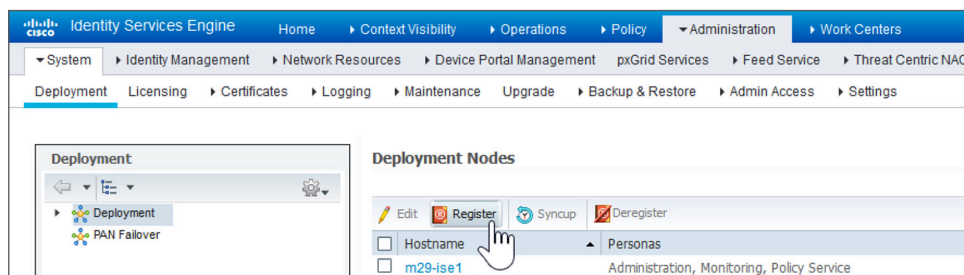 cisco Identity Services Engine Home Context Visibility Operations Policy Administration Work Centers
System Identity Management Network Resources Device Portal Management pxGrid Services Feed Service Threat Centric NAC
Deployment Licensing Certificates Logging Maintenance Upgrade Backup & Restore Admin Access Settings
Deployment
Deployment
PAN Failover
Deployment Nodes
Edit Register Syncup Deregister
Hostname Personas
m29-ise1 Administration, Monitoring, Policy Service